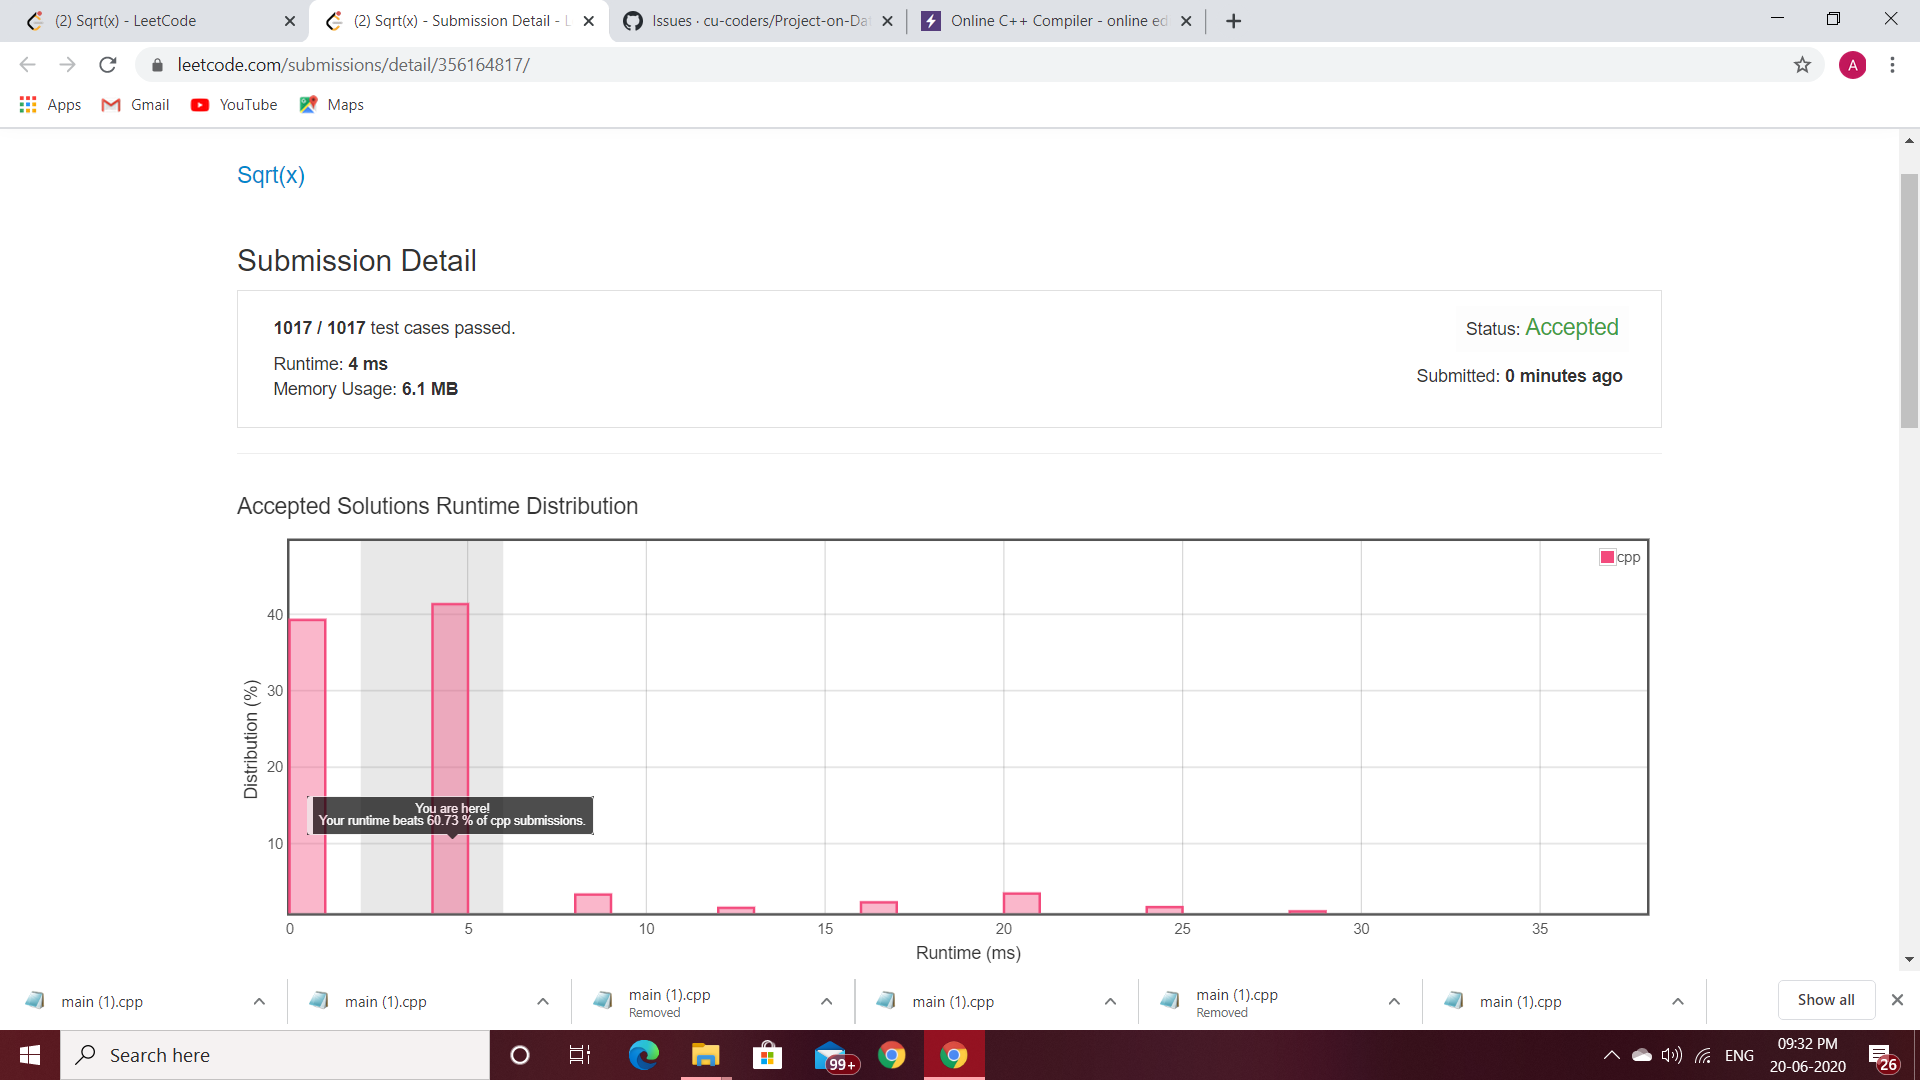 (2) Sqrt(x) - LeetCode
(2) Sqrt(x) - Submission Detail - L
Issues · cu-coders/Project-on-Da
Online C++ Compiler - online ed
leetcode.com/submissions/detail/356164817/
A
Apps
Gmail
YouTube
Maps
Sqrt(x)
Submission Detail
1017 / 1017 test cases passed.
Status: Accepted
Runtime: 4 ms
Submitted: 0 minutes ago
Memory Usage: 6.1 MB
Accepted Solutions Runtime Distribution
cpp
40
30
20
10
Distribution (%)
You are here!
Your runtime beats 60.73 % of cpp submissions.
0 5 10 15 20 25 30 35
Runtime (ms)
main (1).cpp
main (1).cpp
main (1).cpp
Removed
main (1).cpp
main (1).cpp
Removed
main (1).cpp
Show all
Search here
99+
ENG
09:32 PM
20-06-2020
26